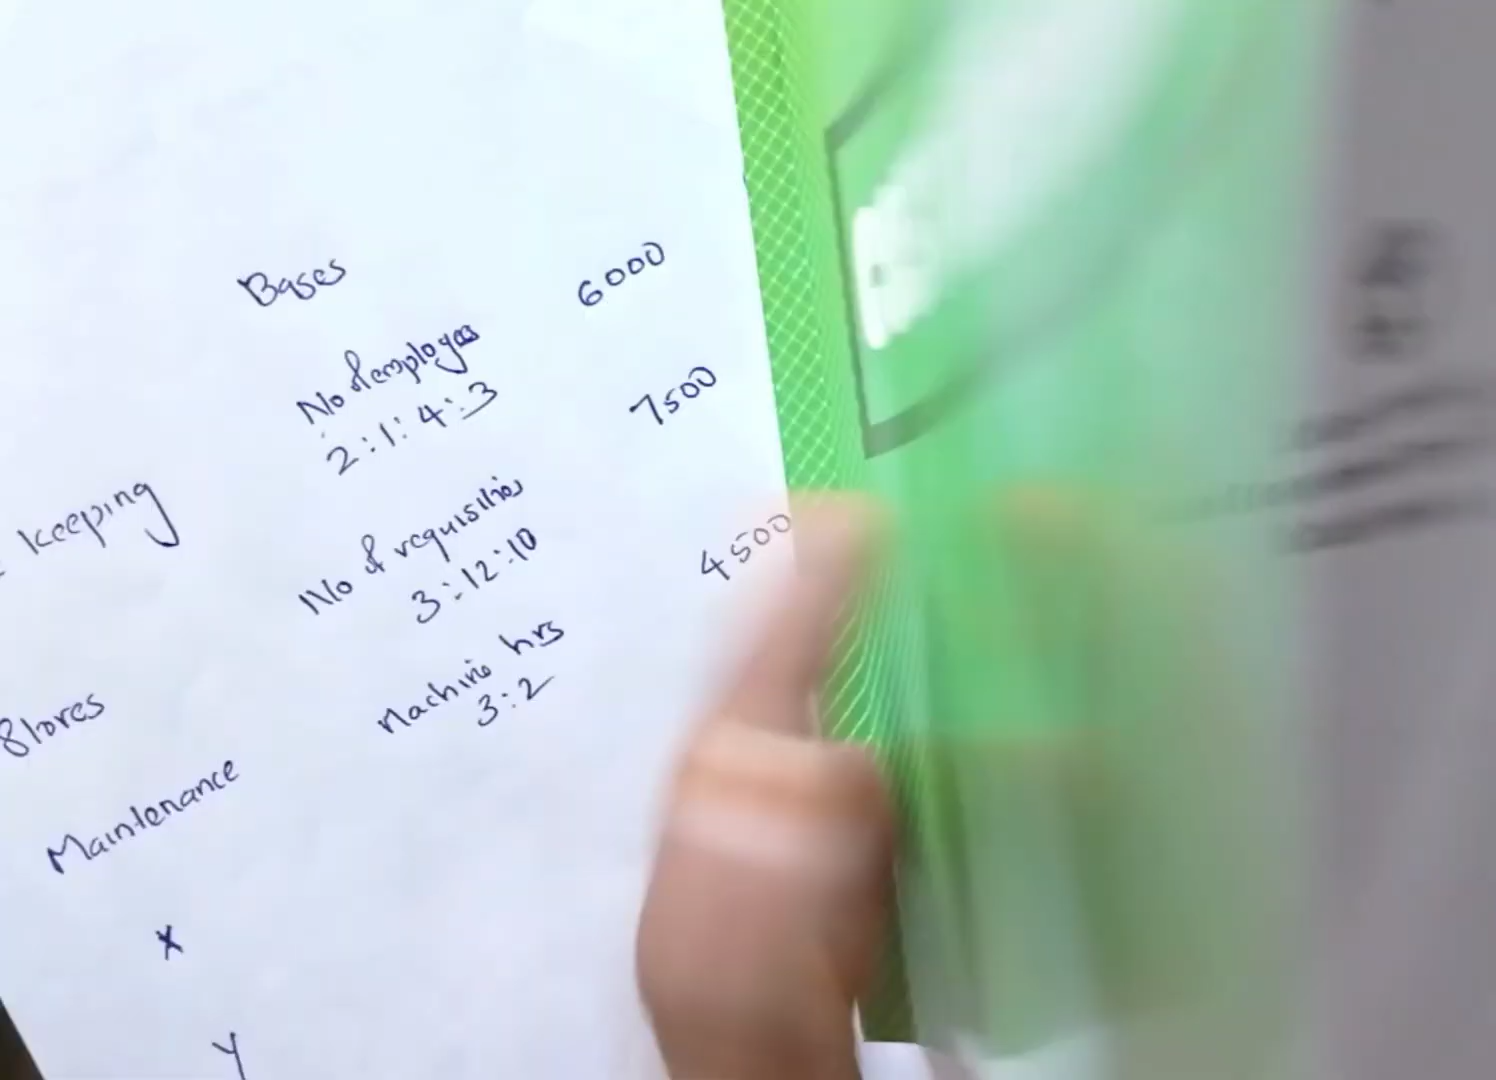 Bases
6000
No of employees
2:1:4:3
7500
keeping
No of requisitios
3:12:10
4500
Stores
Machine hrs
3:2
Maintenance
X
Y